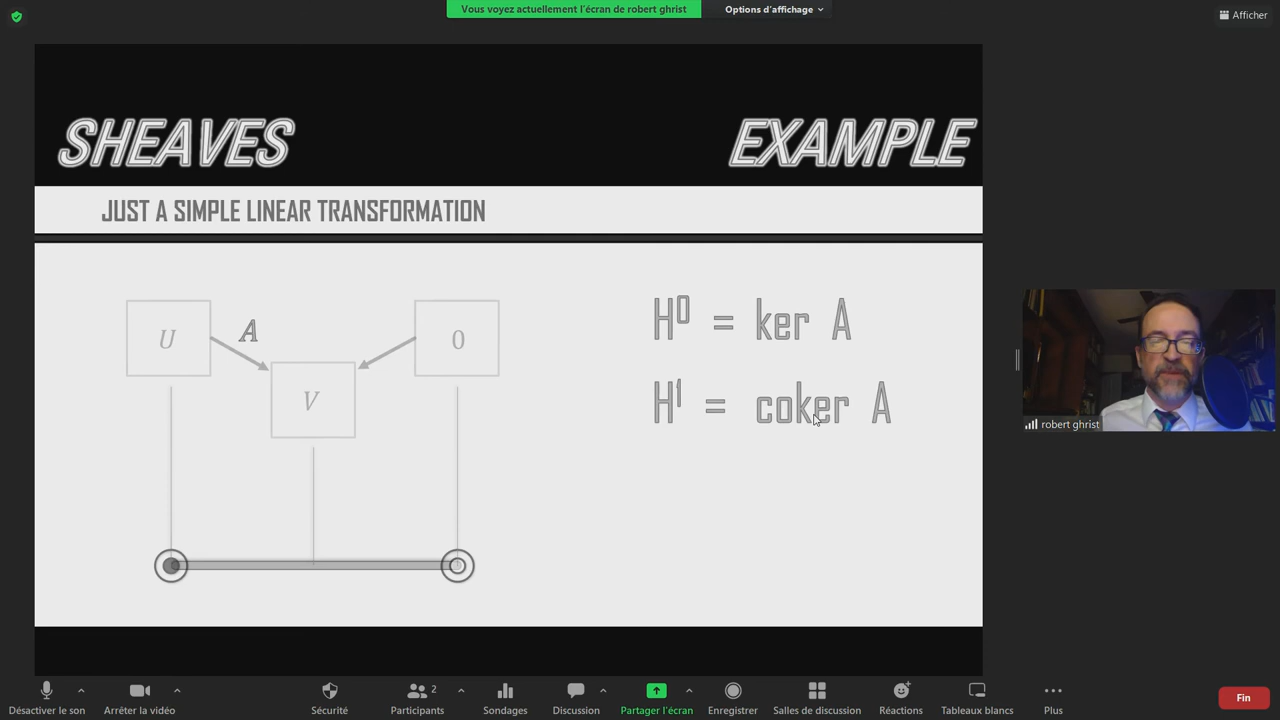 Vous voyez actuellement l'écran de robert ghrist
Options d'affichage
Afficher
SHEAVES
EXAMPLE
JUST A SIMPLE LINEAR TRANSFORMATION
U
A
0
V
H⁰ = ker A
H¹ = coker A
robert ghrist
Désactiver le son
Arrêter la vidéo
Sécurité
Participants
2
Sondages
Discussion
Partager l'écran
Enregistrer
Salles de discussion
Réactions
Tableaux blancs
Plus
Fin